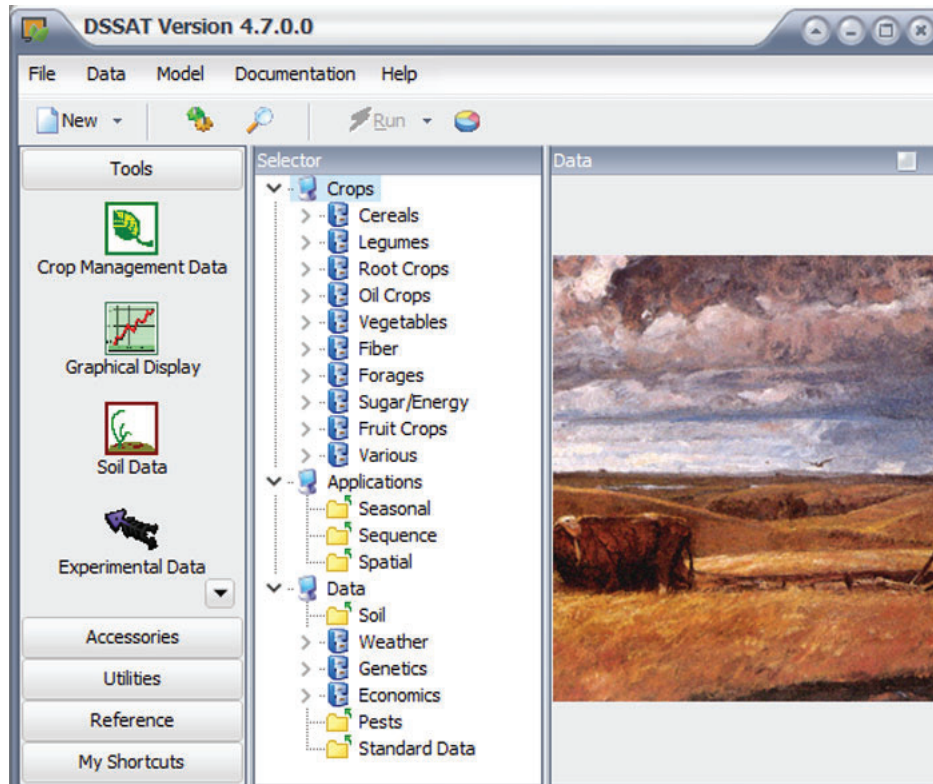 DSSAT Version 4.7.0.0
File Data Model Documentation Help
New Run
Tools
Crop Management Data
Graphical Display
Soil Data
Experimental Data
Accessories
Utilities
Reference
My Shortcuts
Selector
Crops
Cereals
Legumes
Root Crops
Oil Crops
Vegetables
Fiber
Forages
Sugar/Energy
Fruit Crops
Various
Applications
Seasonal
Sequence
Spatial
Data
Soil
Weather
Genetics
Economics
Pests
Standard Data
Data